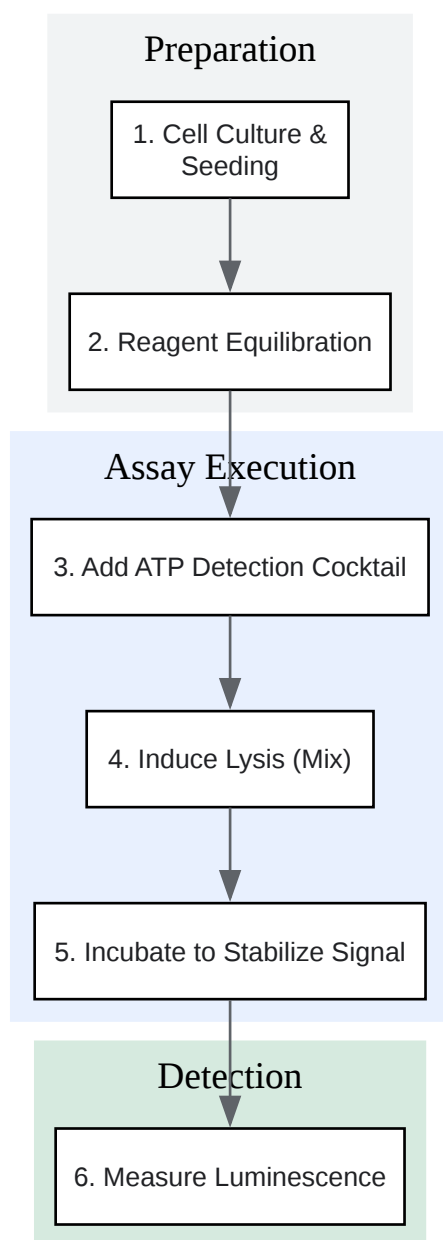 Preparation
1. Cell Culture &
Seeding
2. Reagent Equilibration
Assay Execution
3. Add ATP Detection Cocktail
4. Induce Lysis (Mix)
5. Incubate to Stabilize Signal
Detection
6. Measure Luminescence